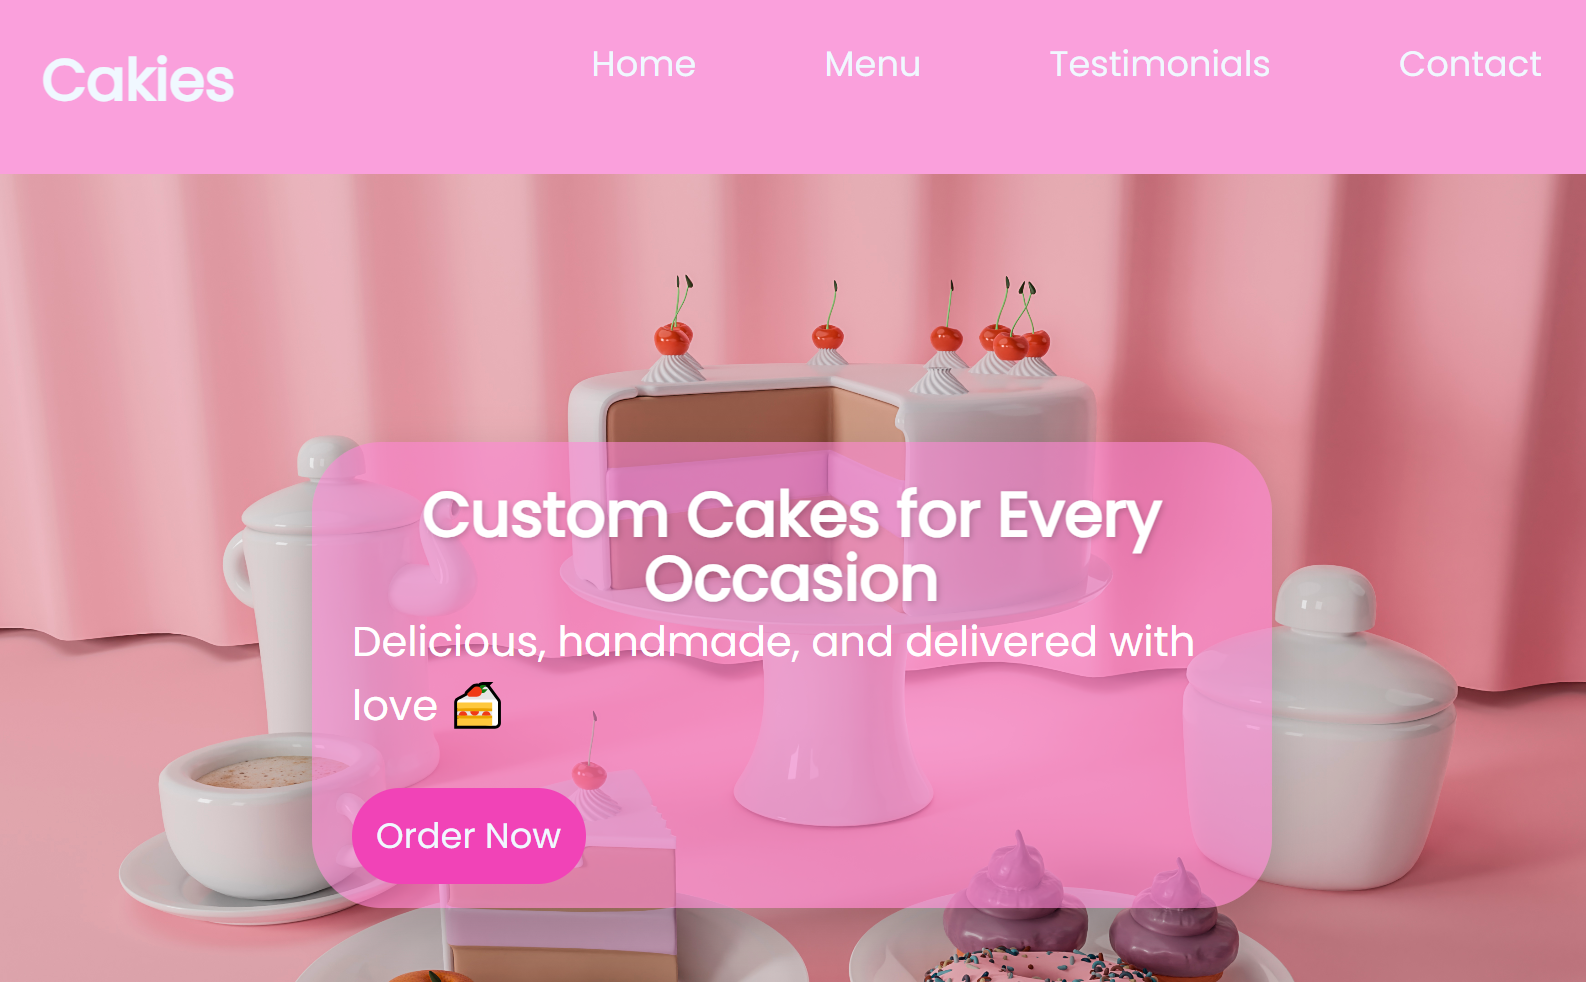 Cakies
Home Menu Testimonials Contact
Custom Cakes for Every
Occasion
Delicious, handmade, and delivered with
love 🍰
Order Now